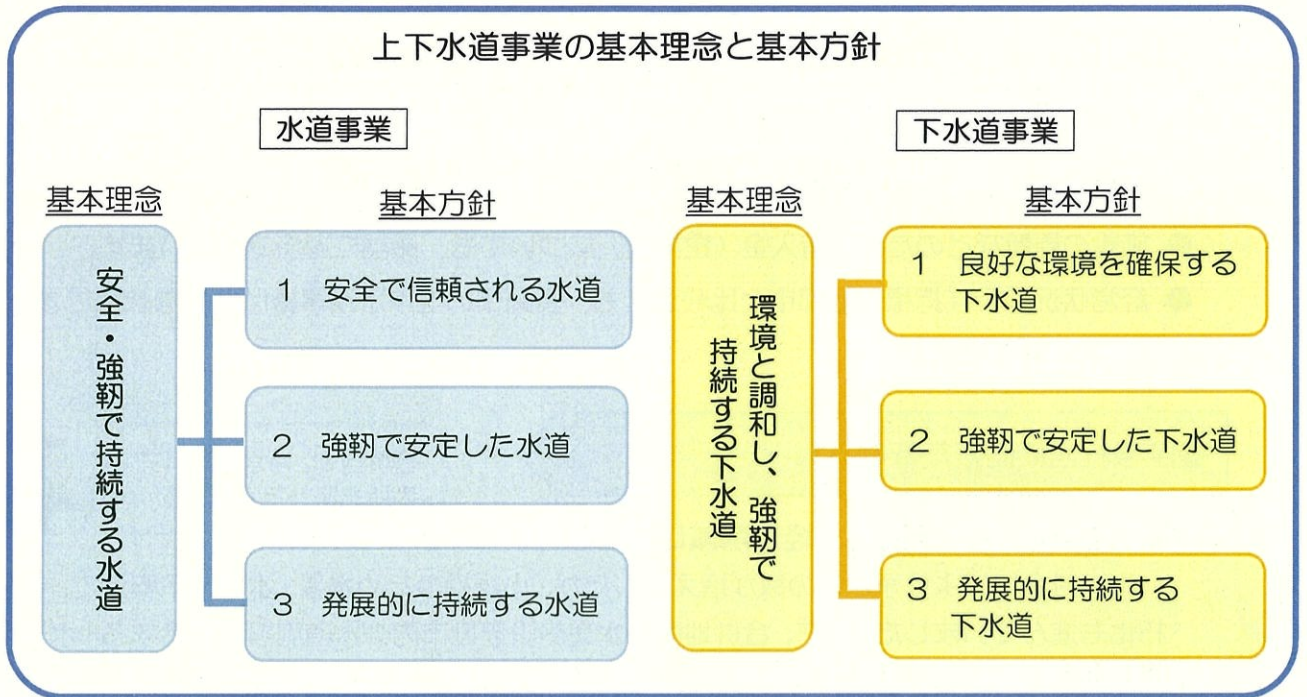 上下水道事業の基本理念と基本方針
水道事業
基本理念
基本方針
安全・強靭で持続する水道
1 安全で信頼される水道
2 強靭で安定した水道
3 発展的に持続する水道
下水道事業
基本理念
基本方針
環境と調和し、強靭で
持続する下水道
1 良好な環境を確保する
下水道
2 強靭で安定した下水道
3 発展的に持続する
下水道